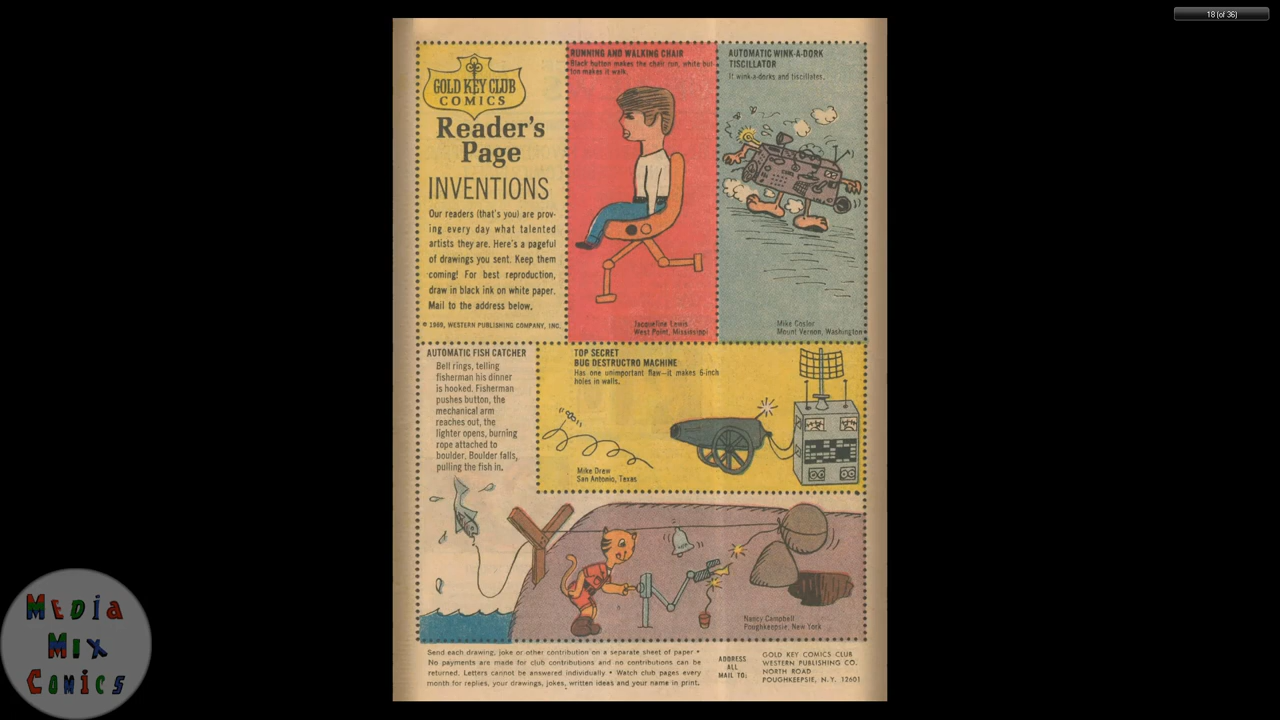 18 (of 36)
GOLD KEY CLUB
COMICS
Reader's
Page
INVENTIONS
Our readers (that's you) are prov-
ing every day what talented
artists they are. Here's a pageful
of drawings you sent. Keep them
coming! For best reproduction,
draw in black ink on white paper.
Mail to the address below.
© 1969, WESTERN PUBLISHING COMPANY, INC.
RUNNING AND WALKING CHAIR
Black button makes the chair run, white but-
ton makes it walk.
Jacqueline Lewis
West Point, Mississippi
AUTOMATIC WINK-A-DORK
TISCILLATOR
It wink-a-dorks and tiscillates.
Mike Coslor
Mount Vernon, Washington
AUTOMATIC FISH CATCHER
Bell rings, telling
fisherman his dinner
is hooked. Fisherman
pushes button, the
mechanical arm
reaches out, the
lighter opens, burning
rope attached to
boulder. Boulder falls,
pulling the fish in.
TOP SECRET
BUG DESTRUCTRO MACHINE
Has one unimportant flaw—it makes 6-inch
holes in walls.
Mike Drew
San Antonio, Texas
Nancy Campbell
Poughkeepsie, New York
Send each drawing, joke or other contribution on a separate sheet of paper •
No payments are made for club contributions and no contributions can be
returned. Letters cannot be answered individually • Watch club pages every
month for replies, your drawings, jokes, written ideas and your name in print.
ADDRESS
ALL
MAIL TO:
GOLD KEY COMICS CLUB
WESTERN PUBLISHING CO.
NORTH ROAD
POUGHKEEPSIE, N.Y. 12601
MEDIA
MIX
COMICS